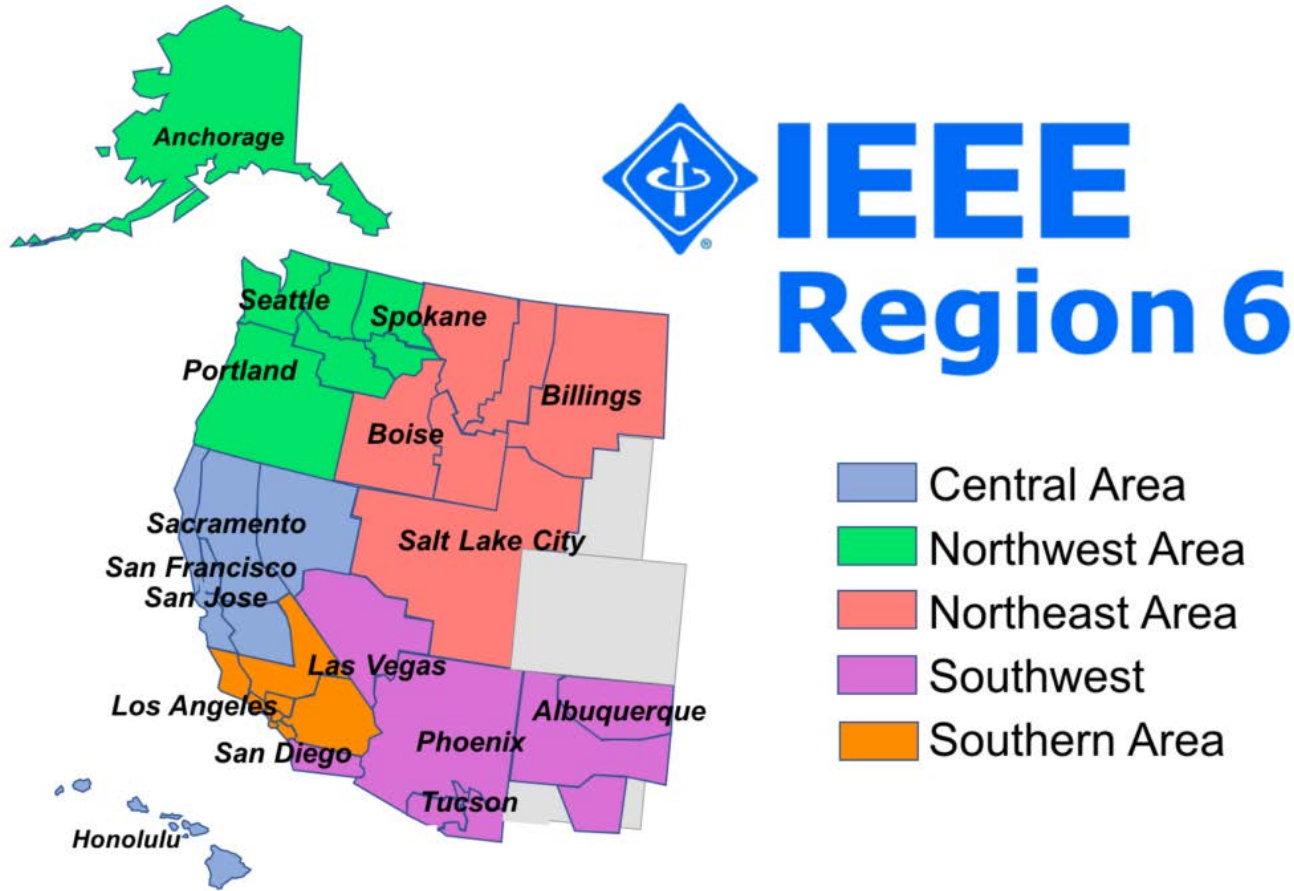 Anchorage
IEEE
®
Region 6
Seattle
Spokane
Portland
Billings
Boise
Sacramento
Salt Lake City
San Francisco
San Jose
Las Vegas
Los Angeles
Albuquerque
Phoenix
San Diego
Tucson
Honolulu
Central Area
Northwest Area
Northeast Area
Southwest
Southern Area